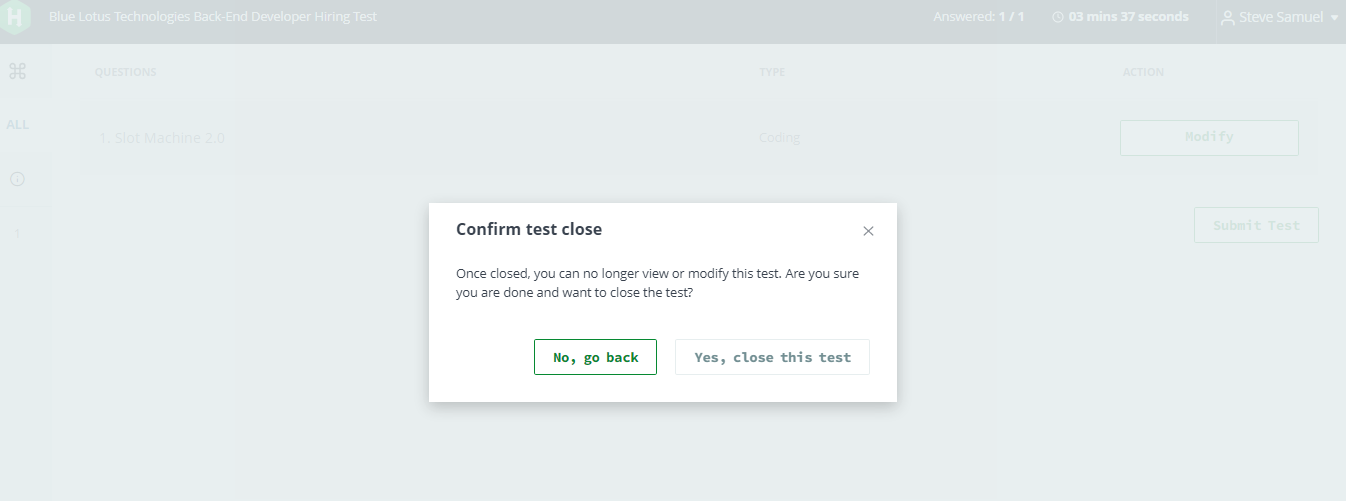 H Blue Lotus Technologies Back-End Developer Hiring Test Answered: 1 / 1 03 mins 37 seconds Steve Samuel
QUESTIONS TYPE ACTION
ALL
1. Slot Machine 2.0 Coding Modify
1 Submit Test
Confirm test close
Once closed, you can no longer view or modify this test. Are you sure
you are done and want to close the test?
No, go back Yes, close this test